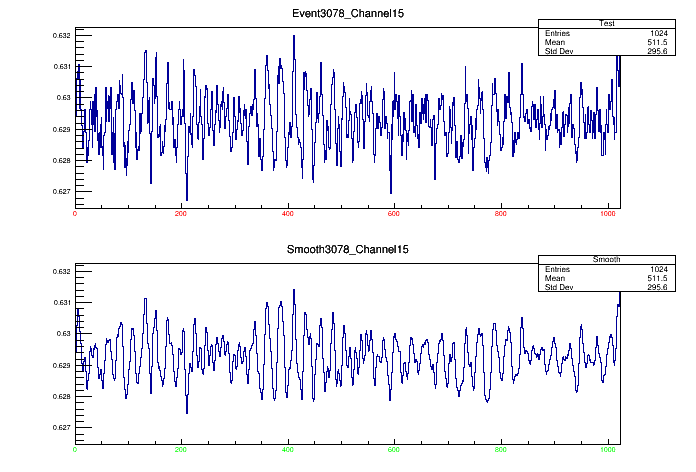 Event3078_Channel15
Test
Entries 1024
Mean 511.5
Std Dev 295.6
0.632
0.631
0.63
0.629
0.628
0.627
0 200 400 600 800 1000
Smooth3078_Channel15
Smooth
Entries 1024
Mean 511.5
Std Dev 295.6
0.632
0.631
0.63
0.629
0.628
0.627
0 200 400 600 800 1000